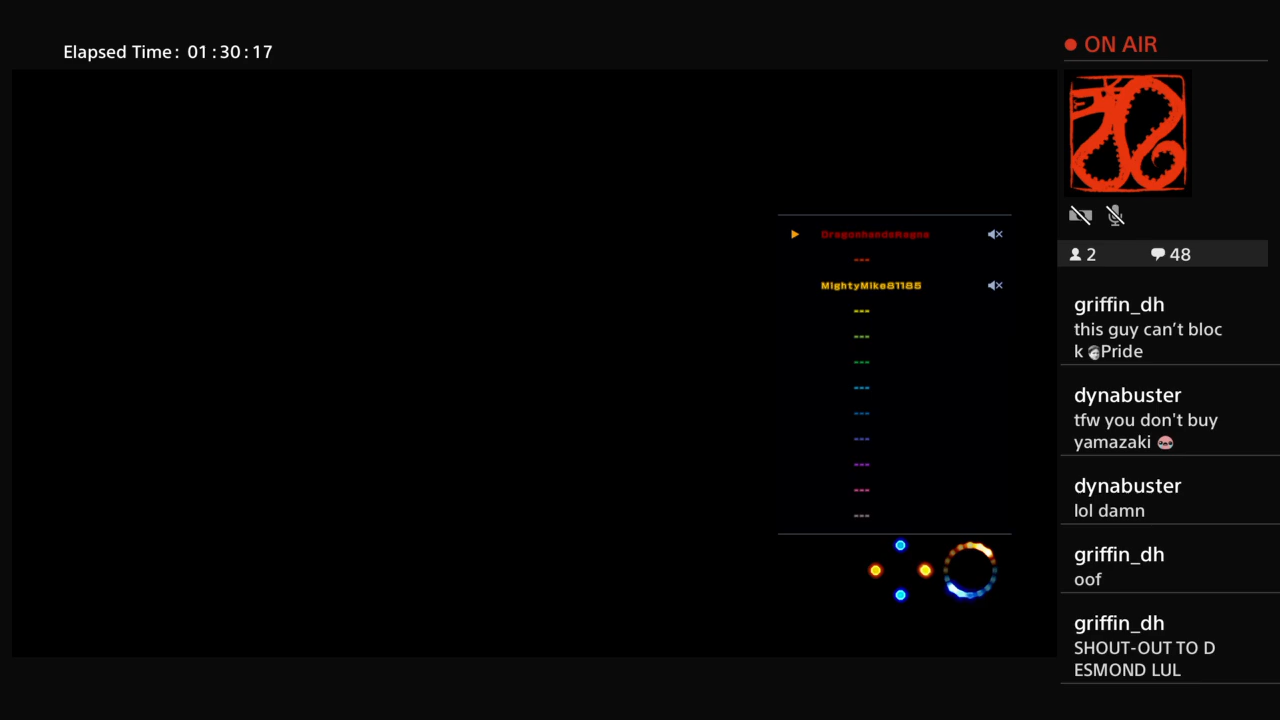 Elapsed Time: 01:30:17
ON AIR
DragonhandsMagna
---
MightyMike81185
---
---
---
---
---
---
---
---
---
2 48
griffin_dh
this guy can't bloc
k Pride
dynabuster
tfw you don't buy
yamazaki
dynabuster
lol damn
griffin_dh
oof
griffin_dh
SHOUT-OUT TO D
ESMOND LUL